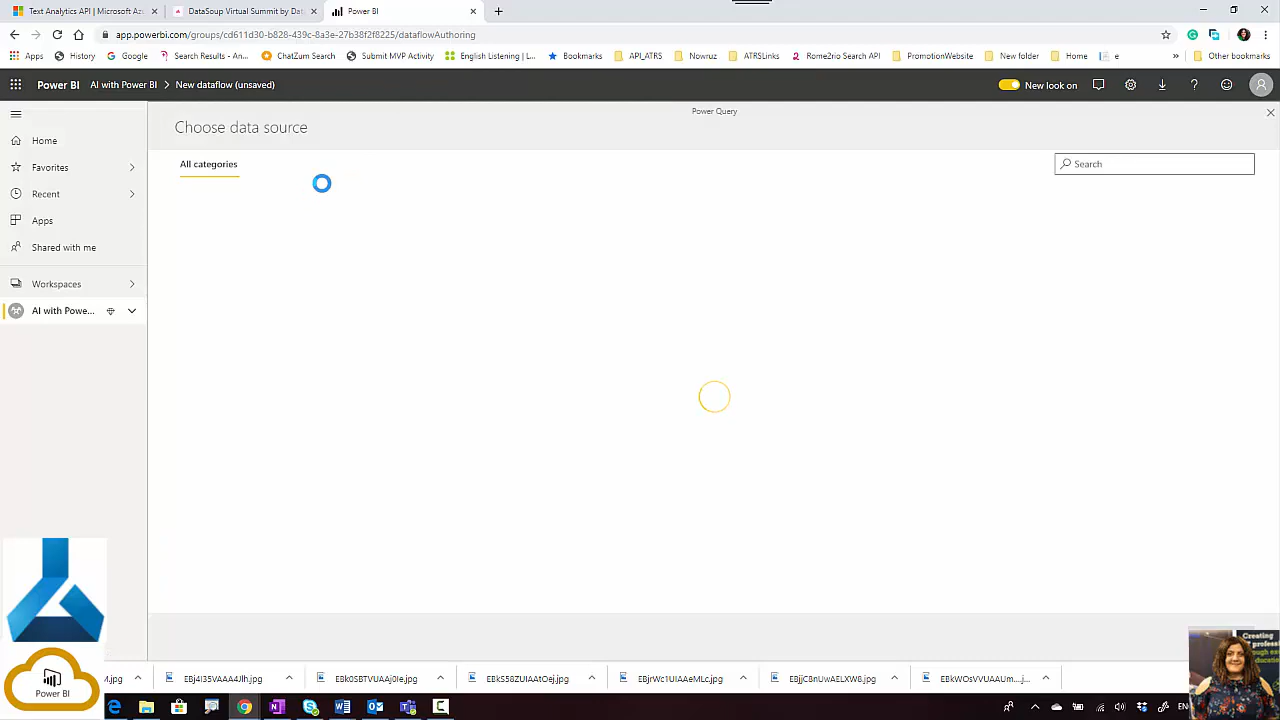 Text Analytics API | Microsoft Az
DataSoup Virtual Summit by Dat
Power BI
app.powerbi.com/groups/cd611d30-b828-439c-8a3e-27b38f2f8225/dataflowAuthoring
Apps
History
Google
Search Results - An...
ChatZum Search
Submit MVP Activity
English Listening | L...
Bookmarks
API_ATRS
Nowruz
ATRSLinks
Rome2rio Search API
PromotionWebsite
New folder
Home
e
Other bookmarks
Power BI AI with Power BI > New dataflow (unsaved)
New look on
Power Query
Choose data source
All categories
Search
Home
Favorites
Recent
Apps
Shared with me
Workspaces
AI with Powe...
Power BI
M.jpg
EBj4I35VAAA4Jlh.jpg
EBk0SBTVUAAj0Ie.jpg
EBkS58ZUIAAtOej.jpg
EBjrWc1UIAAeMLc.jpg
EBjjC8nUwAELXW8.jpg
EBkWOsVVUAAUm....j...
Creating